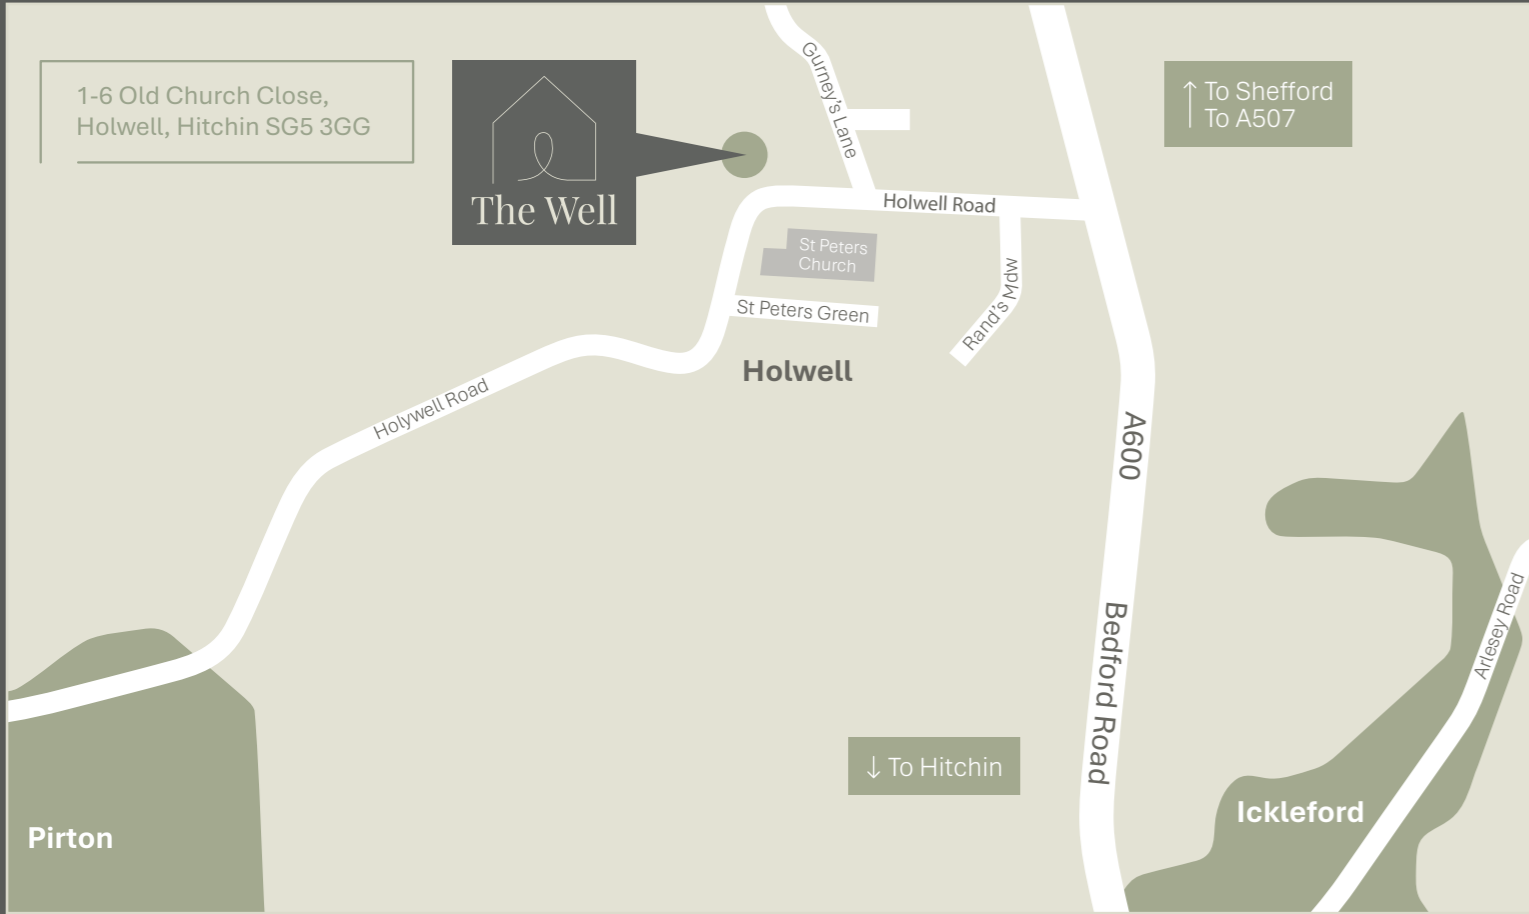 1-6 Old Church Close,
Holwell, Hitchin SG5 3GG
The Well
Gurney's Lane
↑ To Shefford
To A507
Holwell Road
St Peters
Church
St Peters Green
Rand's Mdw
Holwell
Holywell Road
A600
Bedford Road
Arlesey Road
↓ To Hitchin
Ickleford
Pirton